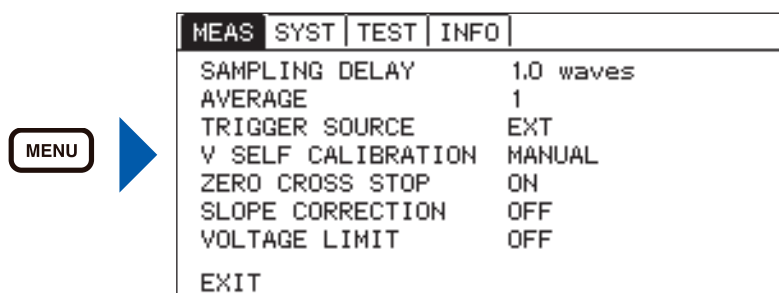 MENU
MEAS SYST TEST INFO
SAMPLING DELAY 1.0 waves
AVERAGE 1
TRIGGER SOURCE EXT
V SELF CALIBRATION MANUAL
ZERO CROSS STOP ON
SLOPE CORRECTION OFF
VOLTAGE LIMIT OFF
EXIT